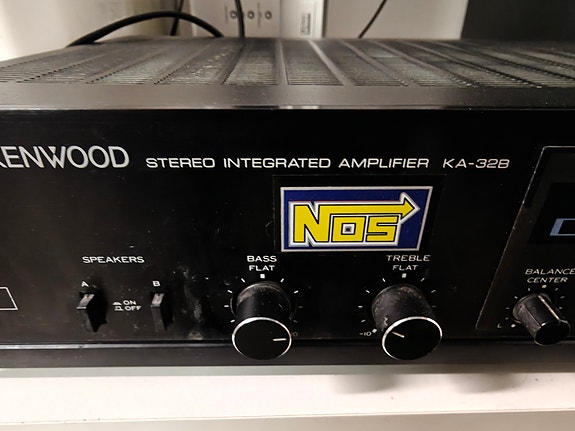 KENWOOD STEREO INTEGRATED AMPLIFIER KA-32B
NOS
SPEAKERS
A
B
ON
OFF
BASS
FLAT
TREBLE
FLAT
-10
BALANCE
CENTER